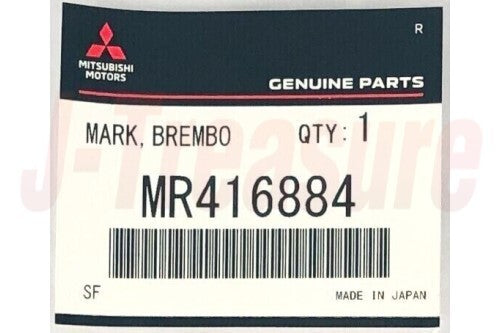 R
MITSUBISHI
MOTORS
GENUINE PARTS
MARK, BREMBO QTY: 1
J-Treasure
MR416884
SF MADE IN JAPAN